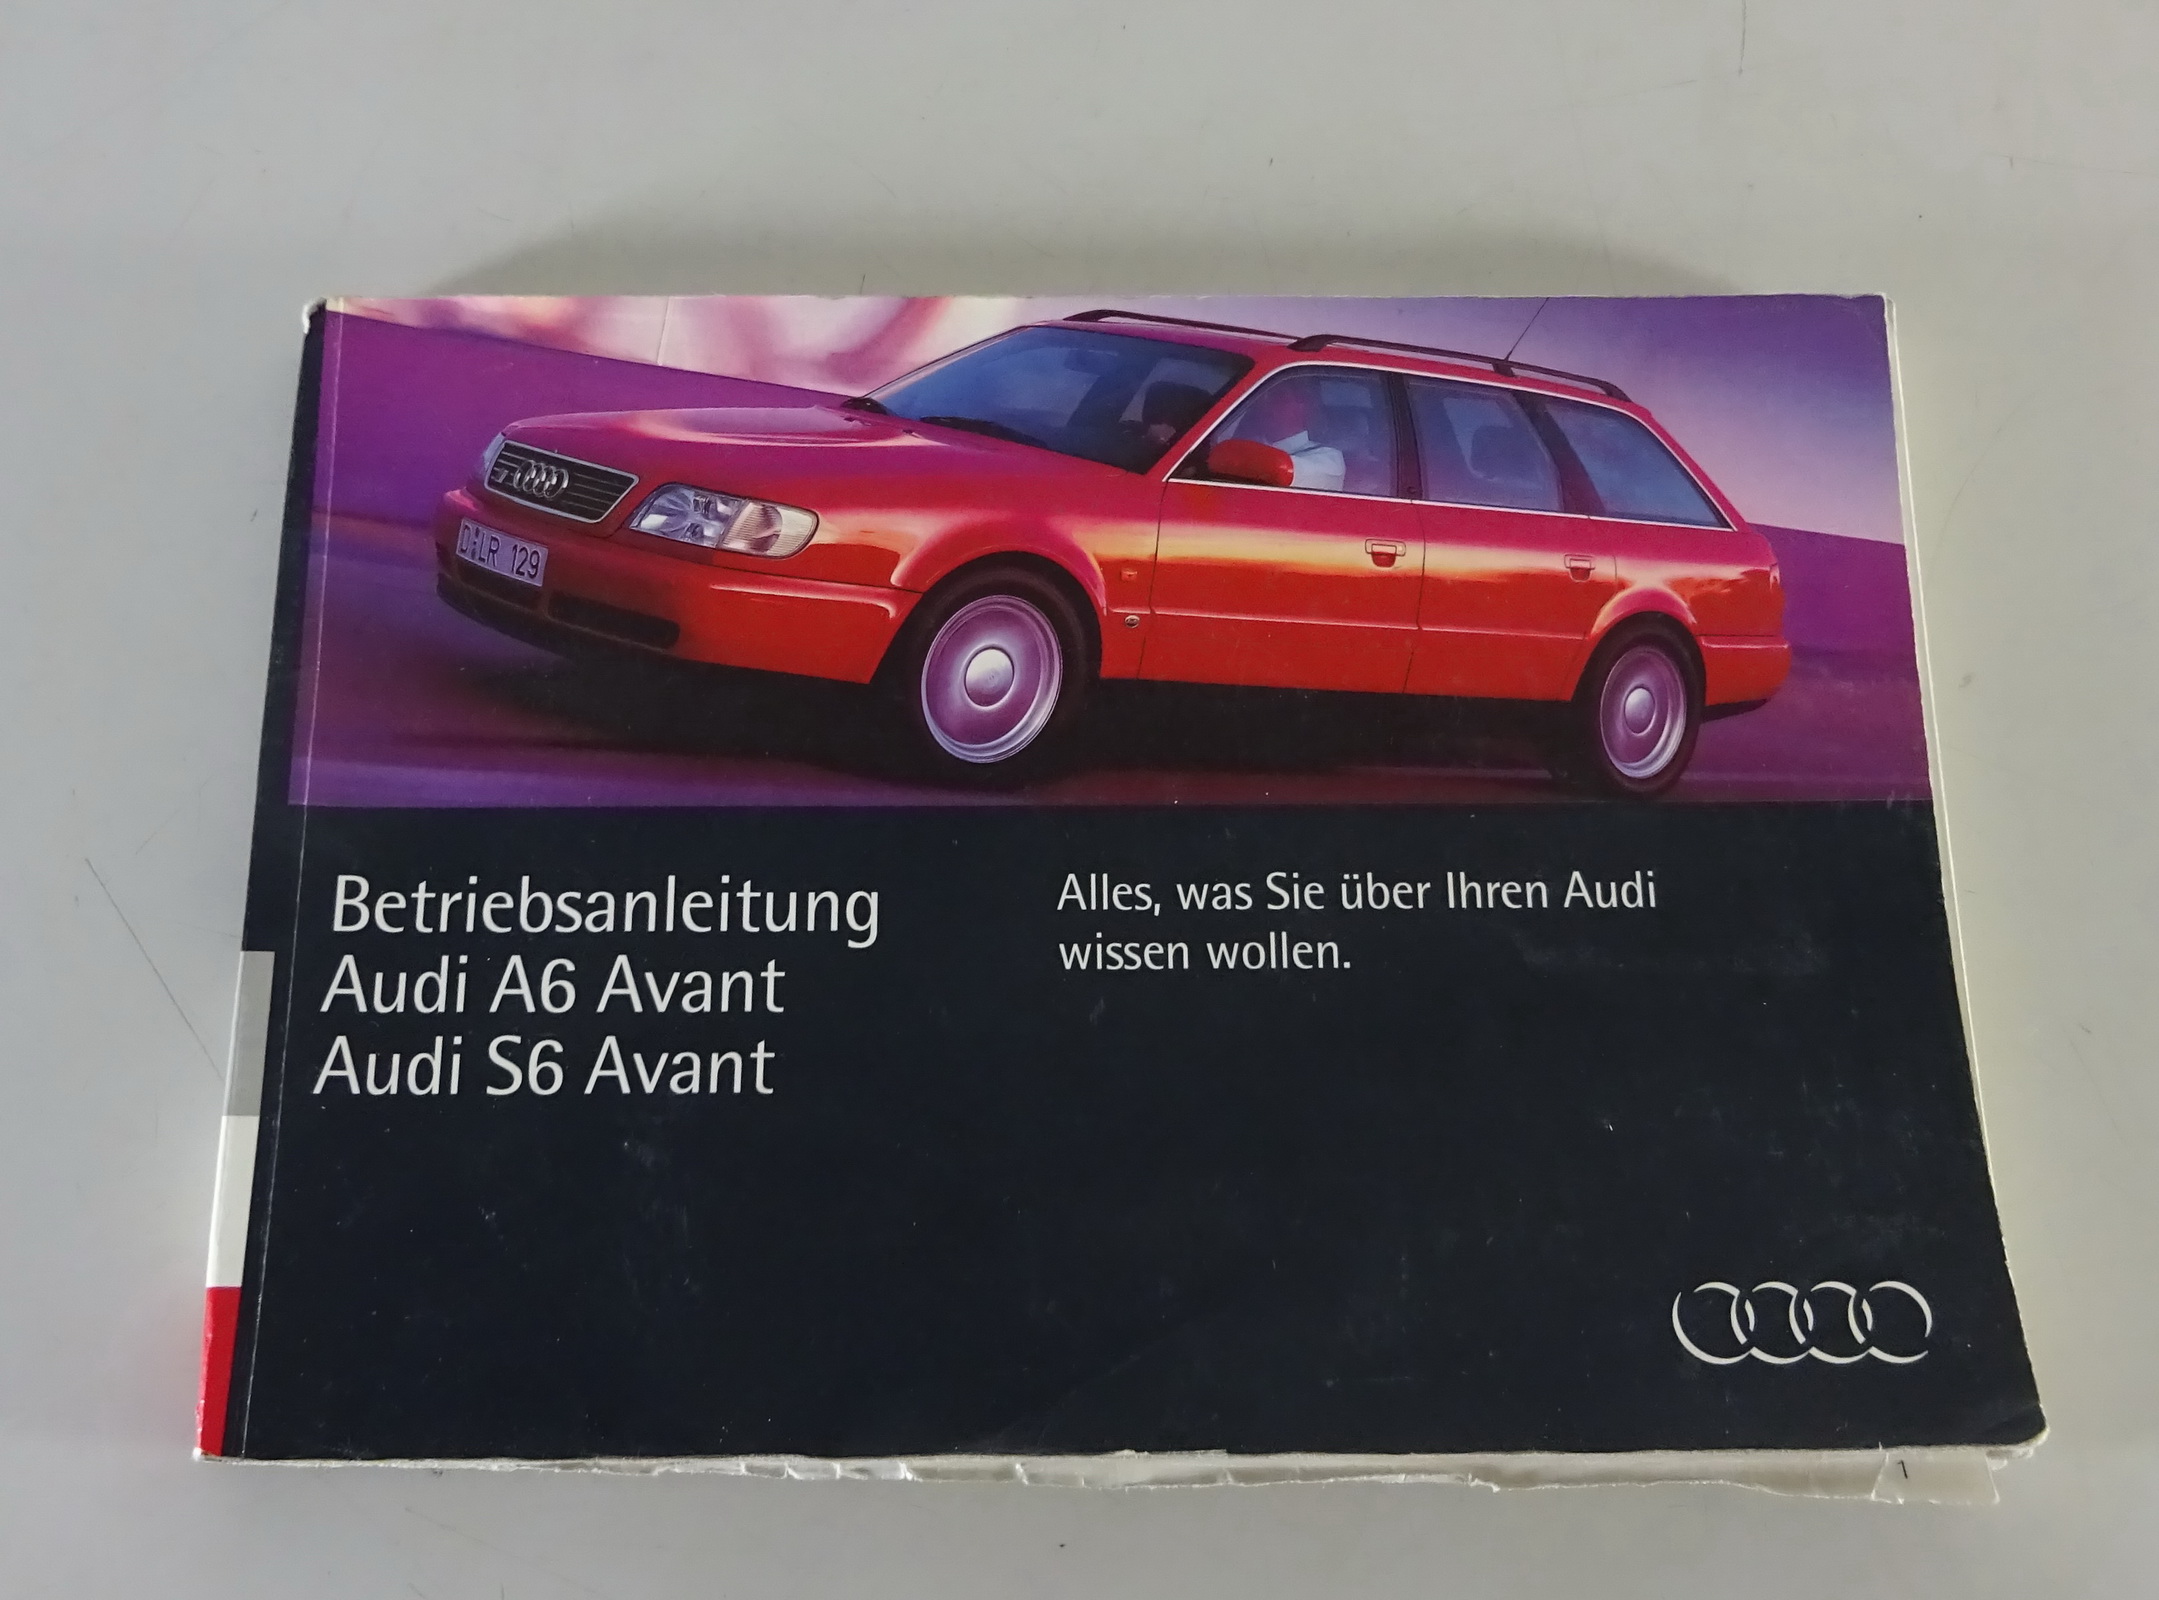 D:LR 129
Betriebsanleitung
Audi A6 Avant
Audi S6 Avant
Alles, was Sie über Ihren Audi
wissen wollen.
1